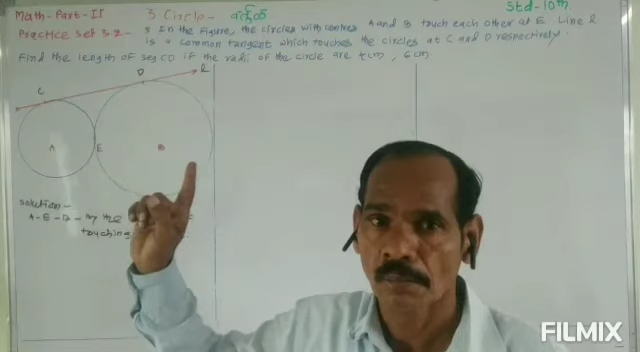 Math-Part-II
3 Circle - वर्तुळ
Std-10th
Practice Set 3.2 -
5 In the Figure, the circles with centres A and B touch each other at E. Line l
is a common tangent which touches the circles at C and D respectively.
Find the length of seg CD if the radii of the circle are 4cm, 6cm
C
D
l
A
E
B
solution -
A - E - B - by the
touching
FILMIX